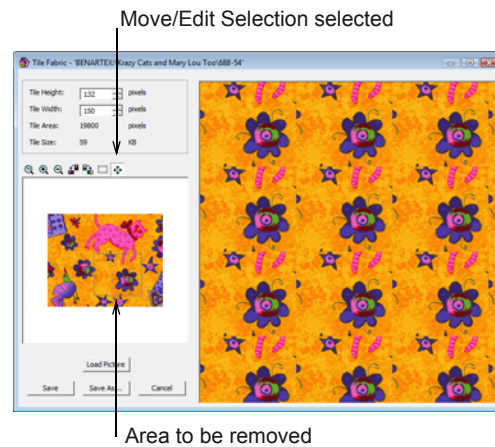 Move/Edit Selection selected
Tile Fabric - 'BENARTEX\Krazy Cats and Mary Lou Too\688-54'
Tile Height: 132 pixels
Tile Width: 150 pixels
Tile Area: 19800 pixels
Tile Size: 59 KB
Load Picture
Save Save As... Cancel
Area to be removed